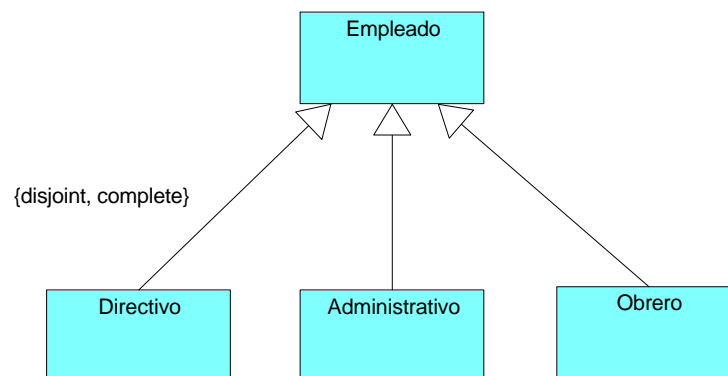 Empleado
{disjoint, complete}
Directivo
Administrativo
Obrero